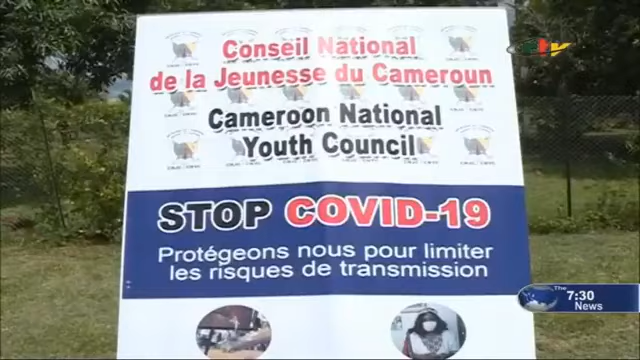 Conseil National
de la Jeunesse du Cameroun
Cameroon National
Youth Council
STOP COVID-19
Protégeons nous pour limiter
les risques de transmission
The
7:30
News